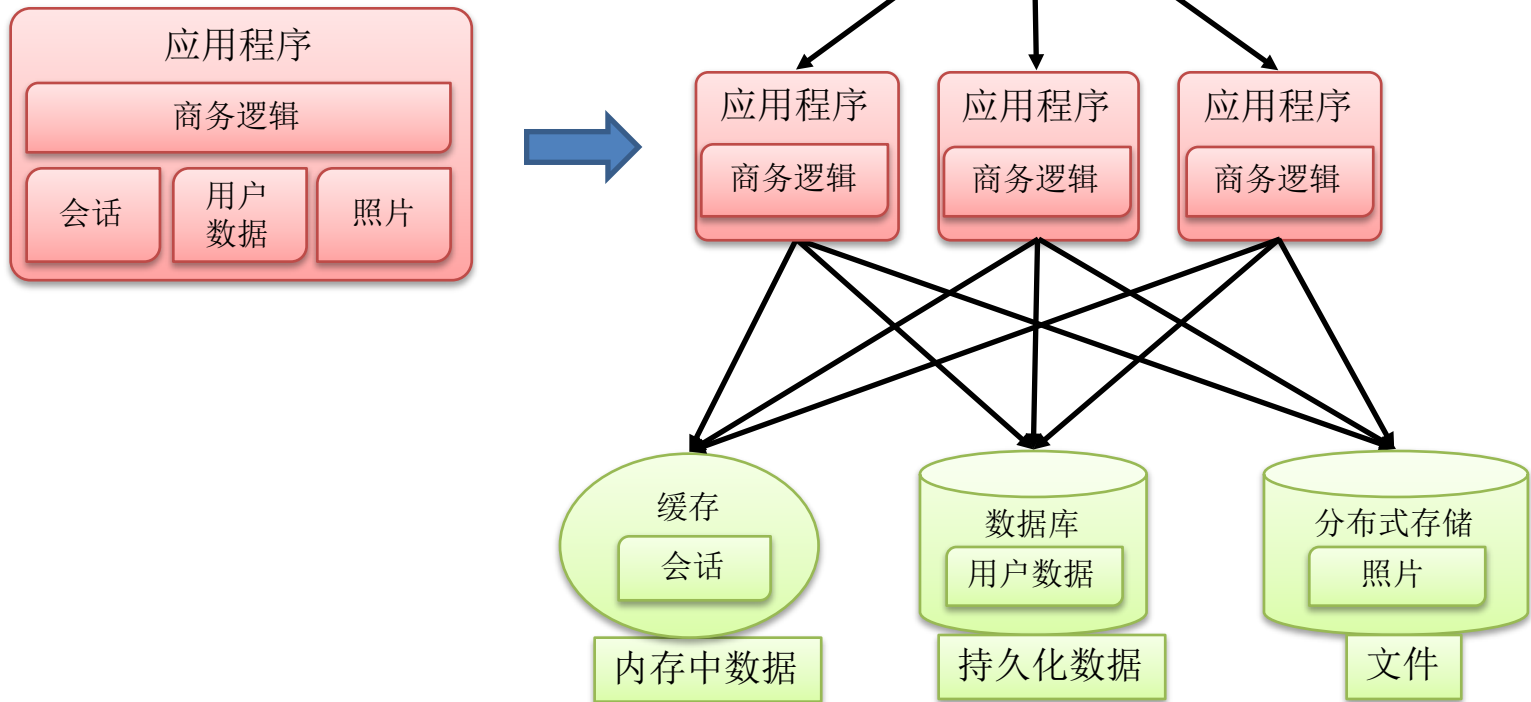 应用程序
商务逻辑
会话
用户
数据
照片
应用程序
商务逻辑
应用程序
商务逻辑
应用程序
商务逻辑
缓存
会话
内存中数据
数据库
用户数据
持久化数据
分布式存储
照片
文件